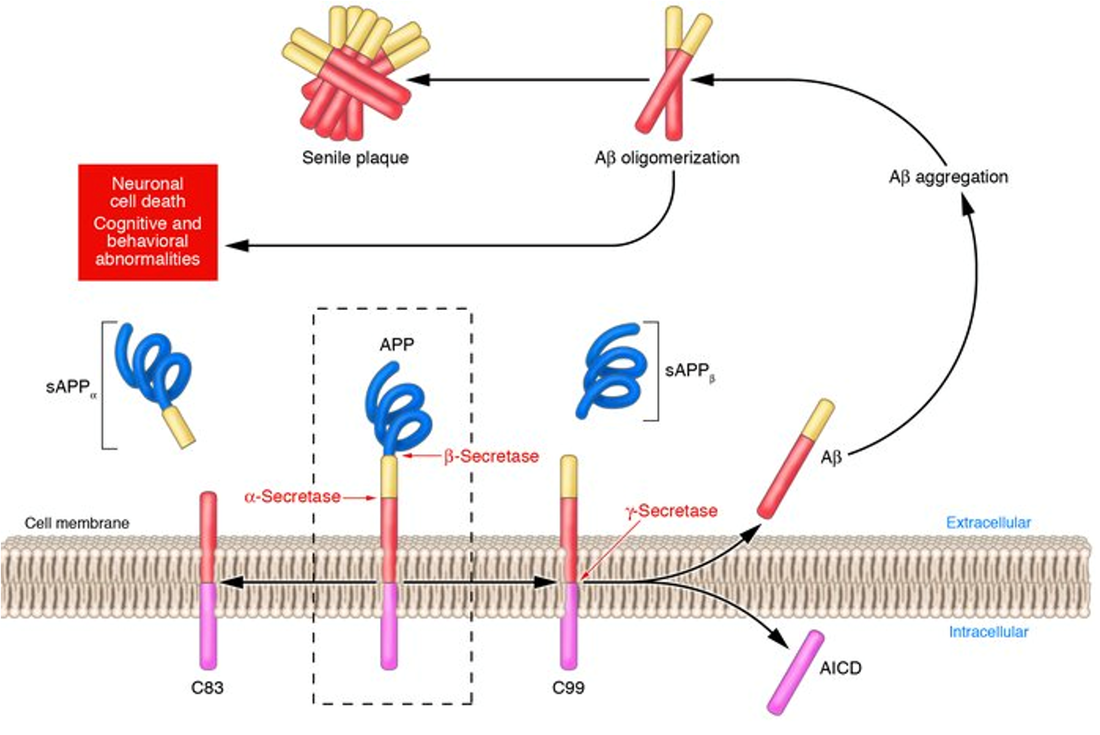 Senile plaque
Aβ oligomerization
Aβ aggregation
Neuronal
cell death
Cognitive and
behavioral
abnormalities
sAPPα
APP
sAPPβ
β-Secretase
α-Secretase
γ-Secretase
Aβ
Cell membrane
Extracellular
Intracellular
C83
C99
AICD